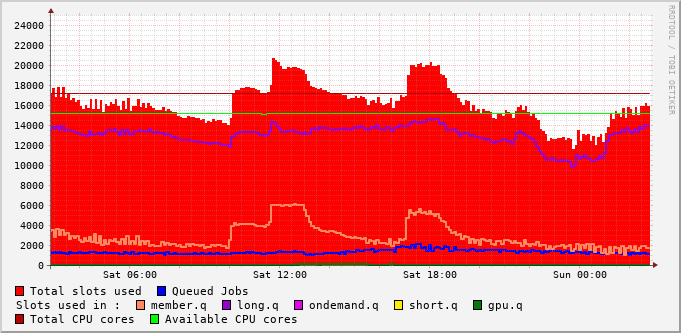 24000
22000
20000
18000
16000
14000
12000
10000
8000
6000
4000
2000
0
Sat 06:00 Sat 12:00 Sat 18:00 Sun 00:00
RRDTOOL / TOBI OETIKER
Total slots used Queued Jobs
Slots used in : member.q long.q ondemand.q short.q gpu.q
Total CPU cores Available CPU cores